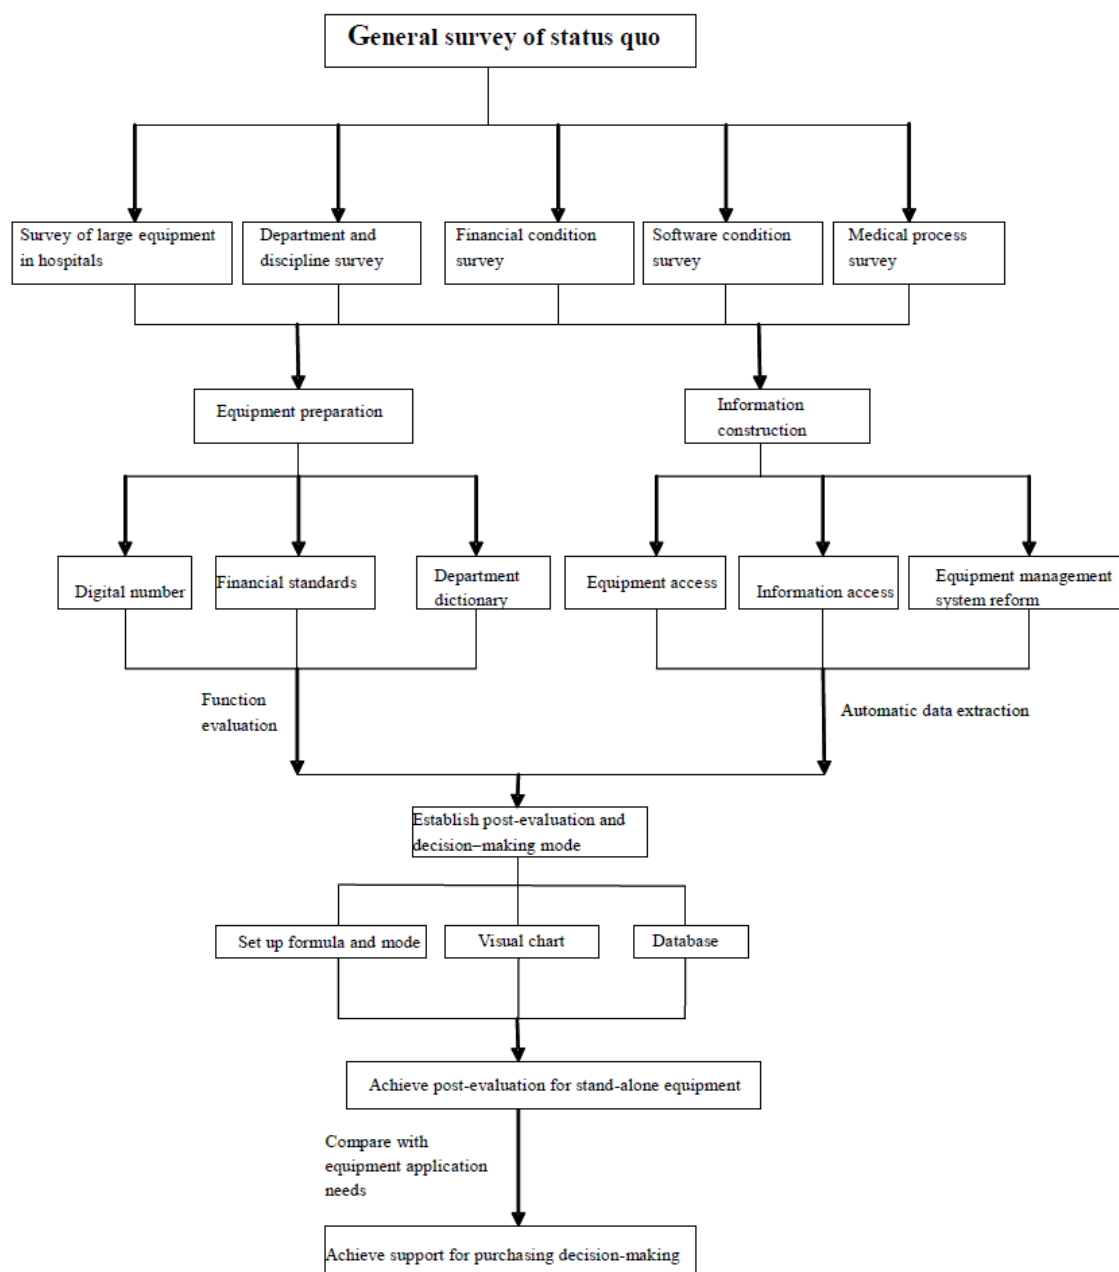 General survey of status quo
Survey of large equipment
in hospitals
Department and
discipline survey
Financial condition
survey
Software condition
survey
Medical process
survey
Equipment preparation
Information
construction
Digital number
Financial standards
Department
dictionary
Equipment access
Information access
Equipment management
system reform
Function
evaluation
Automatic data extraction
Establish post-evaluation and
decision–making mode
Set up formula and mode
Visual chart
Database
Achieve post-evaluation for stand-alone equipment
Compare with
equipment application
needs
Achieve support for purchasing decision-making